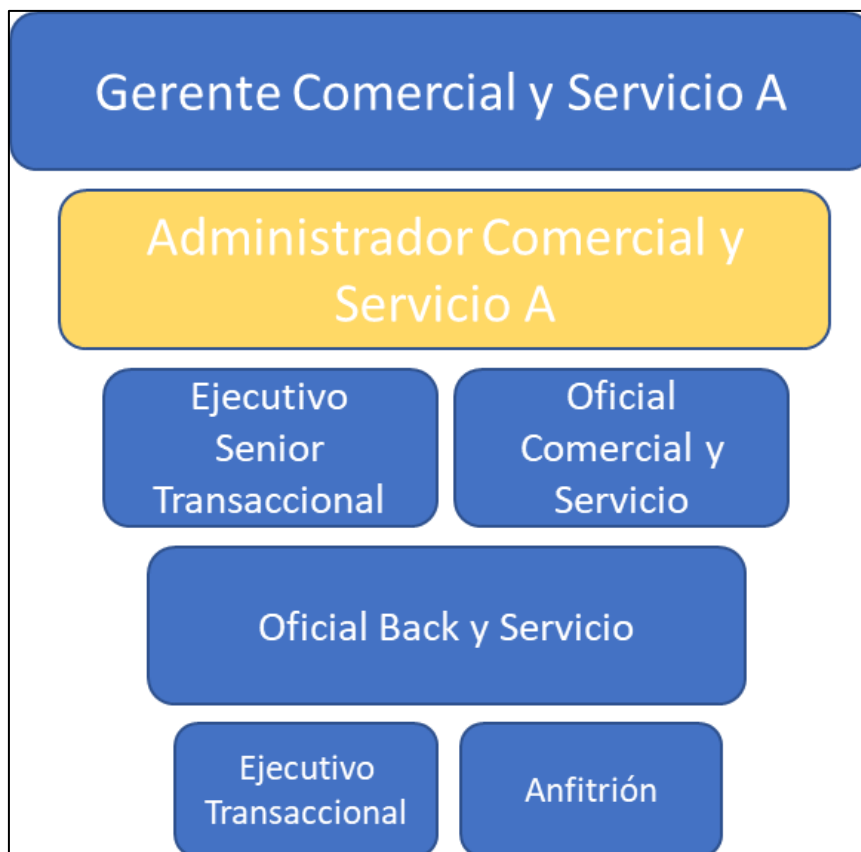 Gerente Comercial y Servicio A
Administrador Comercial y
Servicio A
Ejecutivo
Senior
Transaccional
Oficial
Comercial y
Servicio
Oficial Back y Servicio
Ejecutivo
Transaccional
Anfitrión